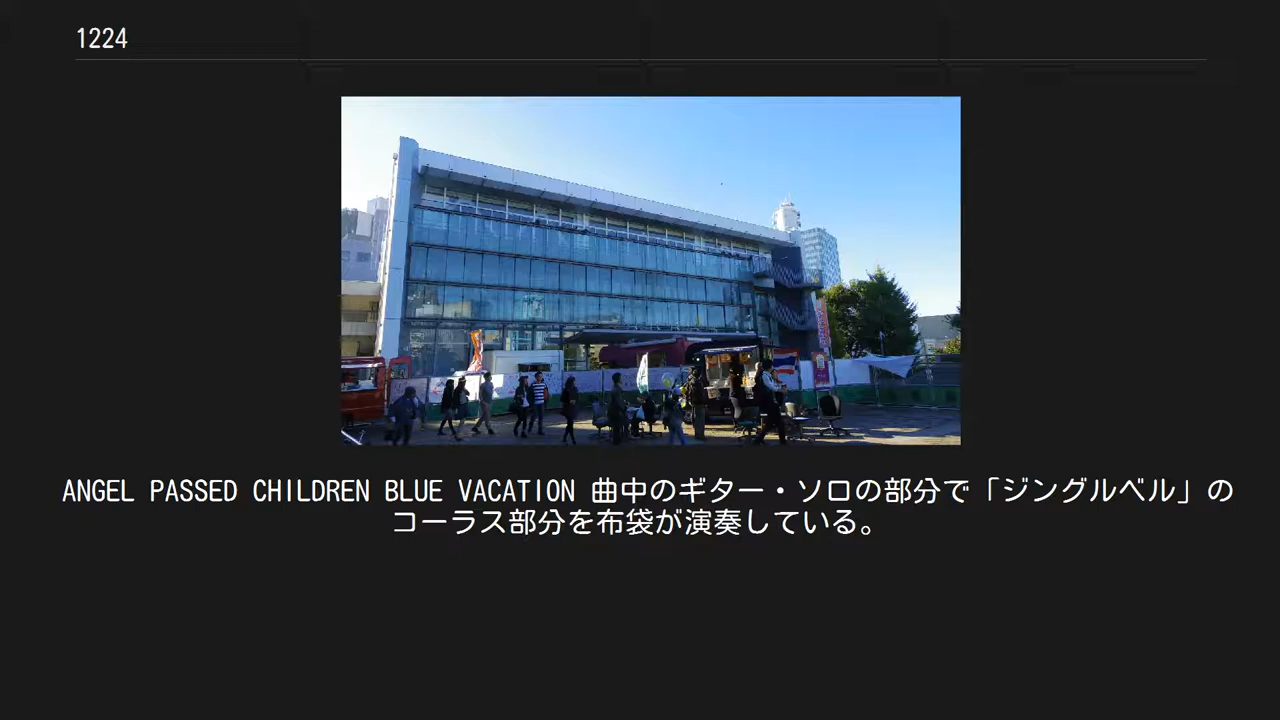 1224
ANGEL PASSED CHILDREN BLUE VACATION 曲中のギター・ソロの部分で「ジングルベル」の
コーラス部分を布袋が演奏している。